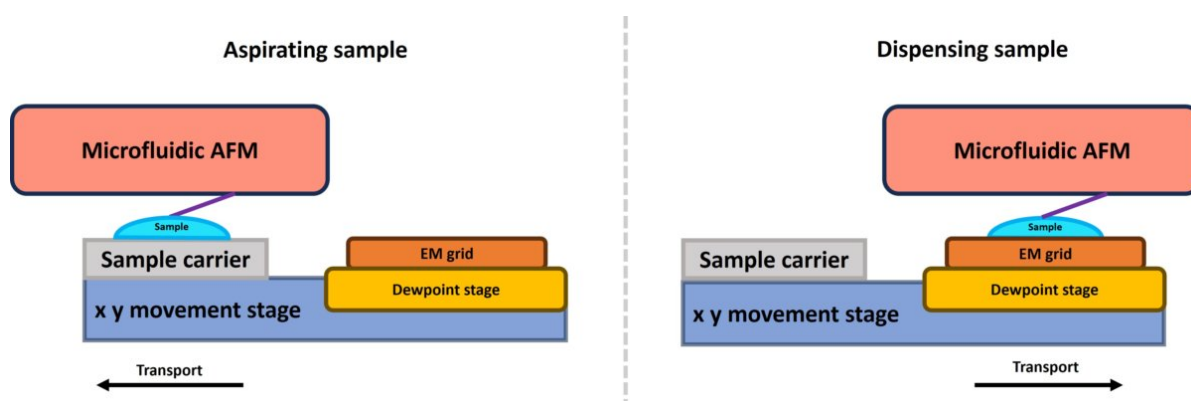 Aspirating sample
Microfluidic AFM
Sample
Sample carrier
EM grid
Dewpoint stage
x y movement stage
Transport
Dispensing sample
Microfluidic AFM
Sample
Sample carrier
EM grid
Dewpoint stage
x y movement stage
Transport